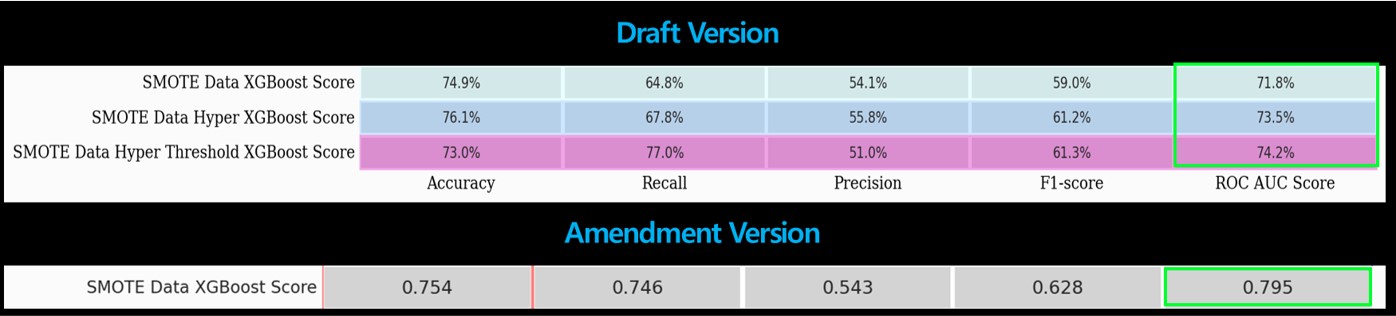 Draft Version
SMOTE Data XGBoost Score 74.9% 64.8% 54.1% 59.0% 71.8%
SMOTE Data Hyper XGBoost Score 76.1% 67.8% 55.8% 61.2% 73.5%
SMOTE Data Hyper Threshold XGBoost Score 73.0% 77.0% 51.0% 61.3% 74.2%
Accuracy Recall Precision F1-score ROC AUC Score
Amendment Version
SMOTE Data XGBoost Score 0.754 0.746 0.543 0.628 0.795